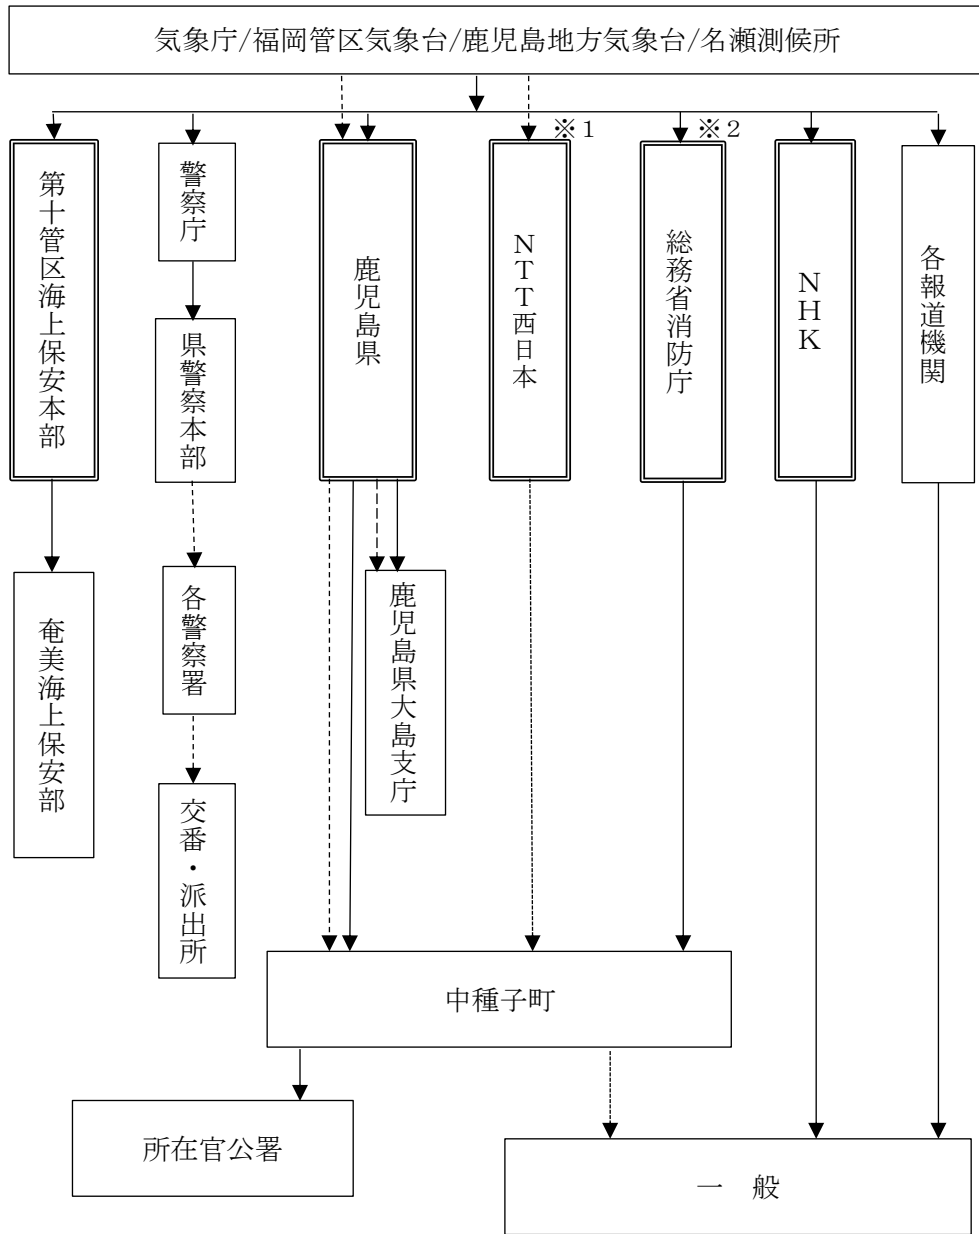 気象庁/福岡管区気象台/鹿児島地方気象台/名瀬測候所
※1
※2
第十管区海上保安本部
警察庁
県警察本部
鹿児島県
NTT西日本
総務省消防庁
NHK
各報道機関
奄美海上保安部
各警察署
鹿児島県大島支庁
交番・派出所
中種子町
所在官公署
一　般